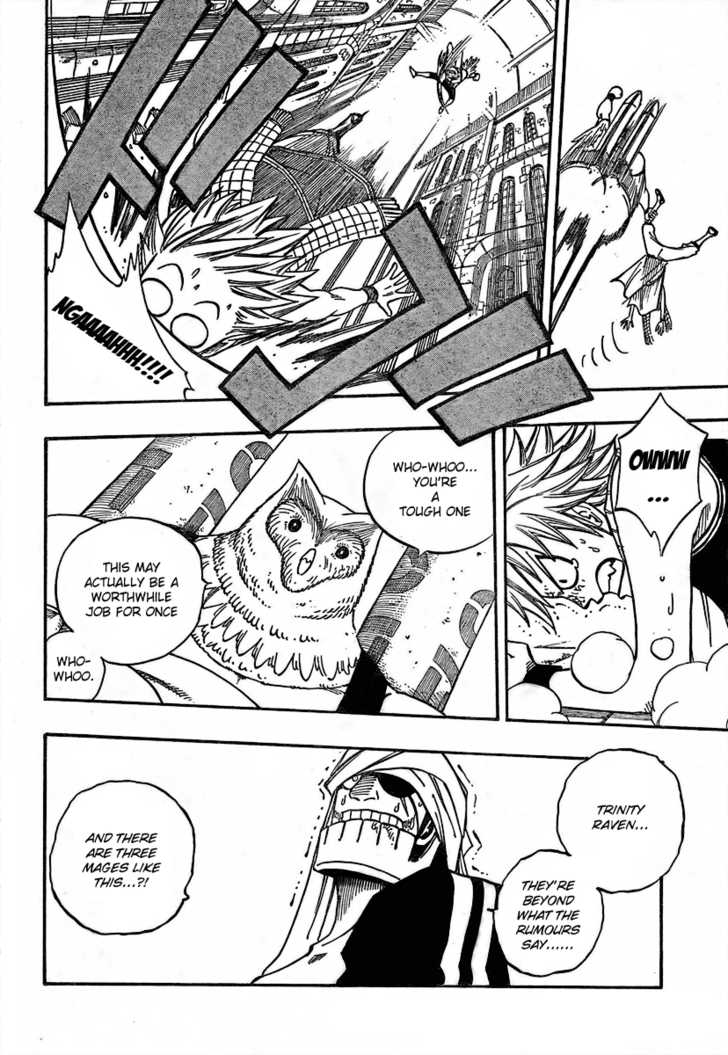 NGAAAAHHH!!!!
OWWW
...
WHO-WHOO...
YOU'RE
A
TOUGH ONE
THIS MAY
ACTUALLY BE A
WORTHWHILE
JOB FOR ONCE
WHO-
WHOO.
TRINITY
RAVEN...
THEY'RE
BEYOND
WHAT THE
RUMOURS
SAY......
AND THERE
ARE THREE
MAGES LIKE
THIS...?!